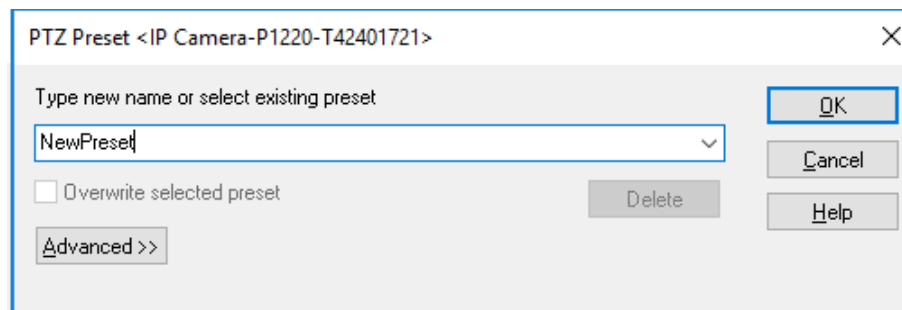 PTZ Preset <IP Camera-P1220-T42401721>
Type new name or select existing preset
NewPreset
Overwrite selected preset
Delete
Advanced >>
OK
Cancel
Help